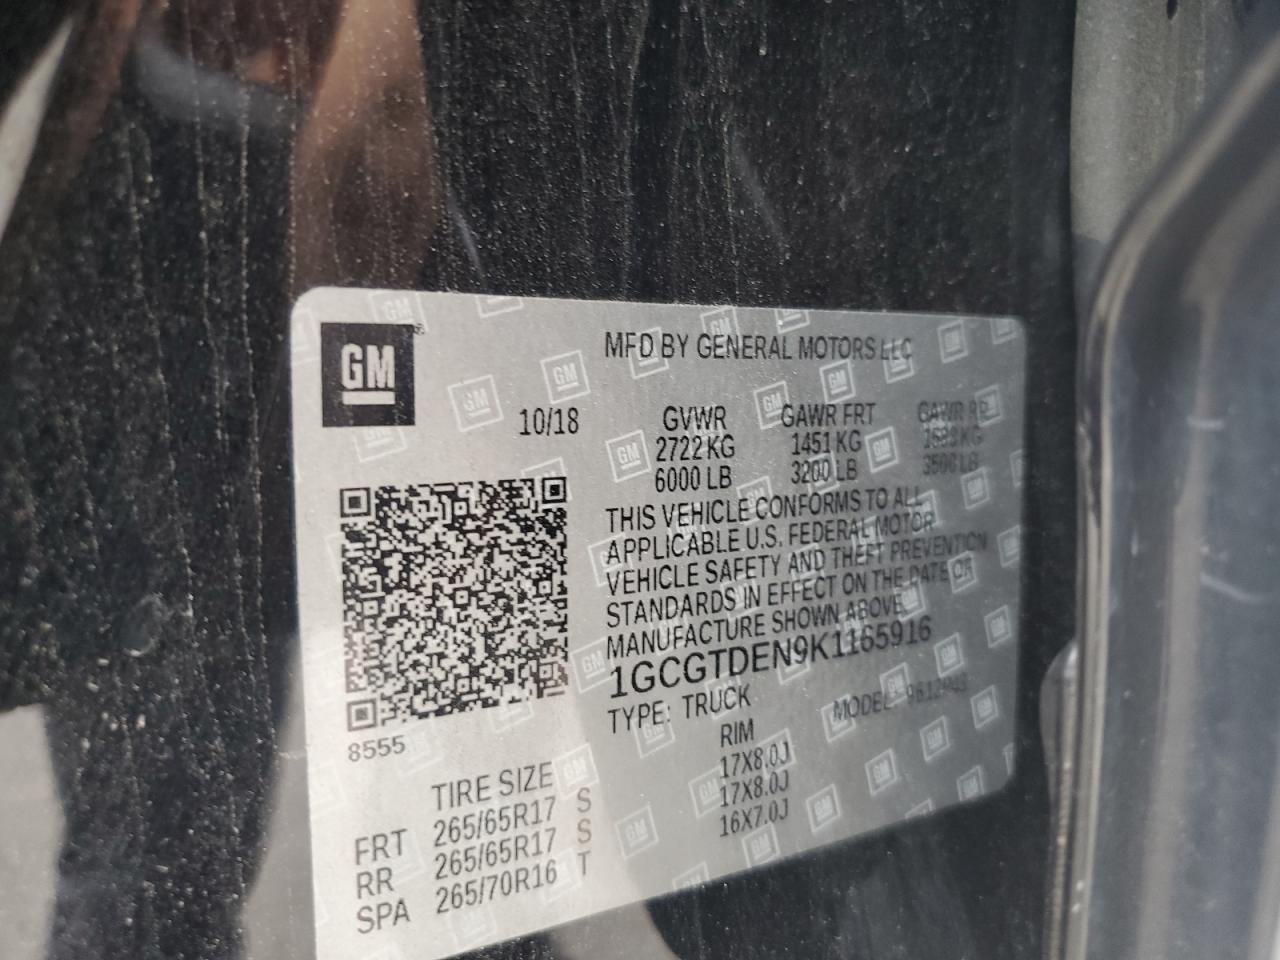 GM
MFD BY GENERAL MOTORS LLC
10/18
GVWR GAWR FRT GAWR RR
2722 KG 1451 KG
6000 LB 3200 LB
THIS VEHICLE CONFORMS TO ALL
APPLICABLE U.S. FEDERAL MOTOR
VEHICLE SAFETY AND THEFT PREVENTION
STANDARDS IN EFFECT ON THE DATE OF
MANUFACTURE SHOWN ABOVE.
1GCGTDEN9K1165916
TYPE: TRUCK MODEL:
8555
TIRE SIZE RIM
FRT 265/65R17 S 17X8.0J
RR 265/65R17 S 17X8.0J
SPA 265/70R16 T 16X7.0J